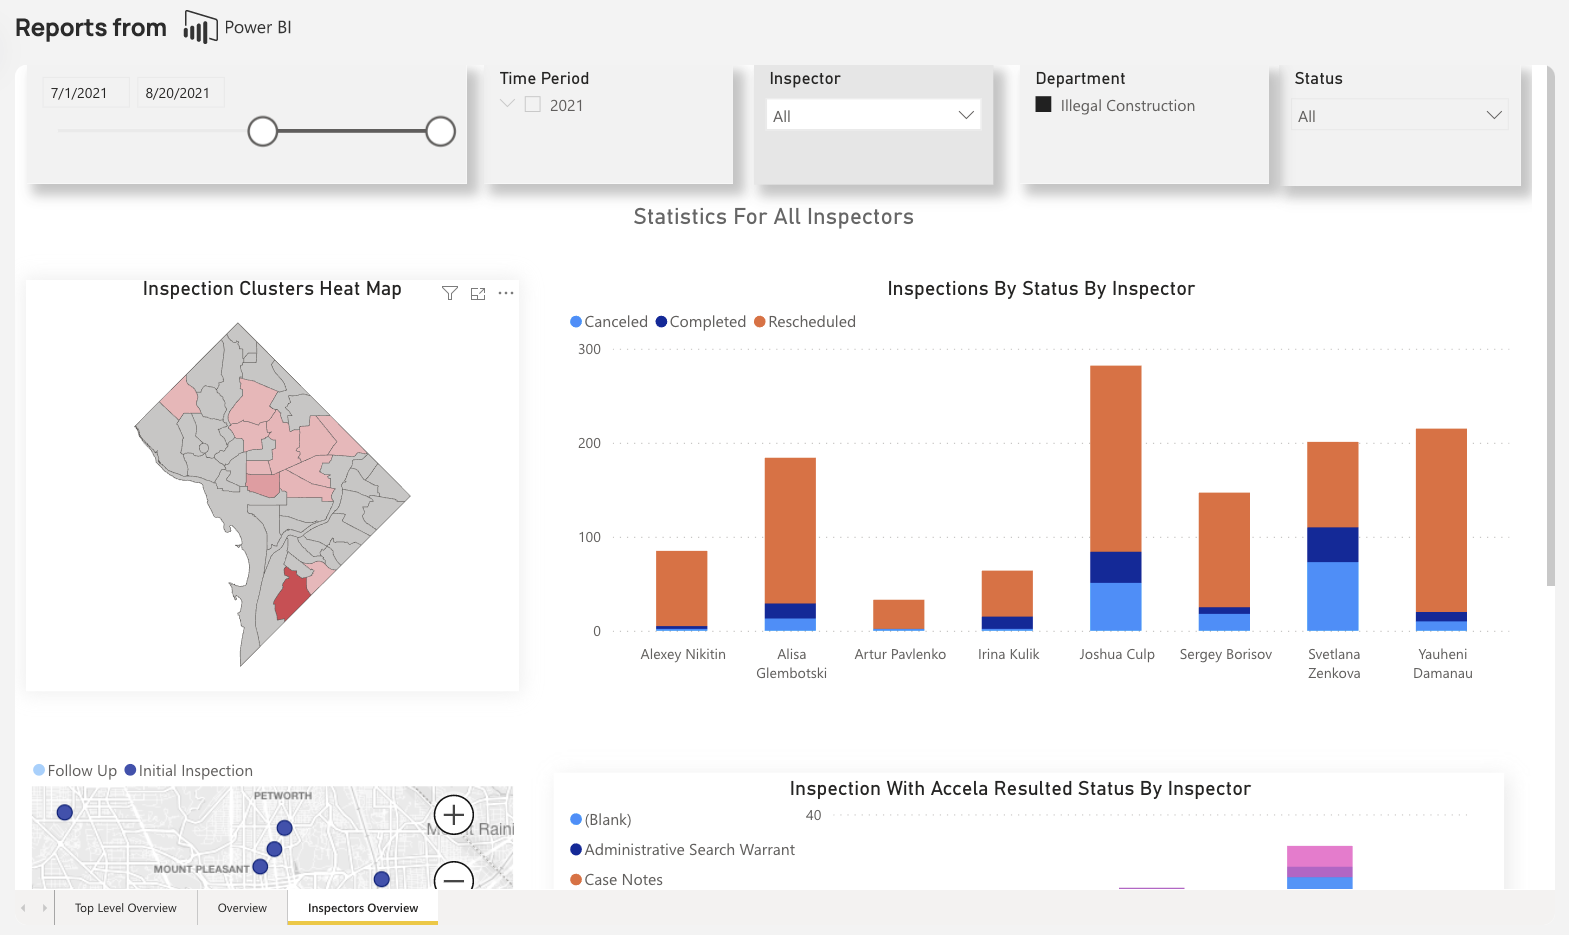 Reports from Power BI
7/1/2021 8/20/2021
Time Period
2021
Inspector
All
Department
Illegal Construction
Status
All
Statistics For All Inspectors
Inspection Clusters Heat Map
Inspections By Status By Inspector
Canceled Completed Rescheduled
300
200
100
0
Alexey Nikitin
Alisa
Glembotski
Artur Pavlenko
Irina Kulik
Joshua Culp
Sergey Borisov
Svetlana
Zenkova
Yauheni
Damanau
Follow Up Initial Inspection
PETWORTH
MOUNT PLEASANT
Inspection With Accela Resulted Status By Inspector
(Blank)
Administrative Search Warrant
Case Notes
40
Top Level Overview
Overview
Inspectors Overview